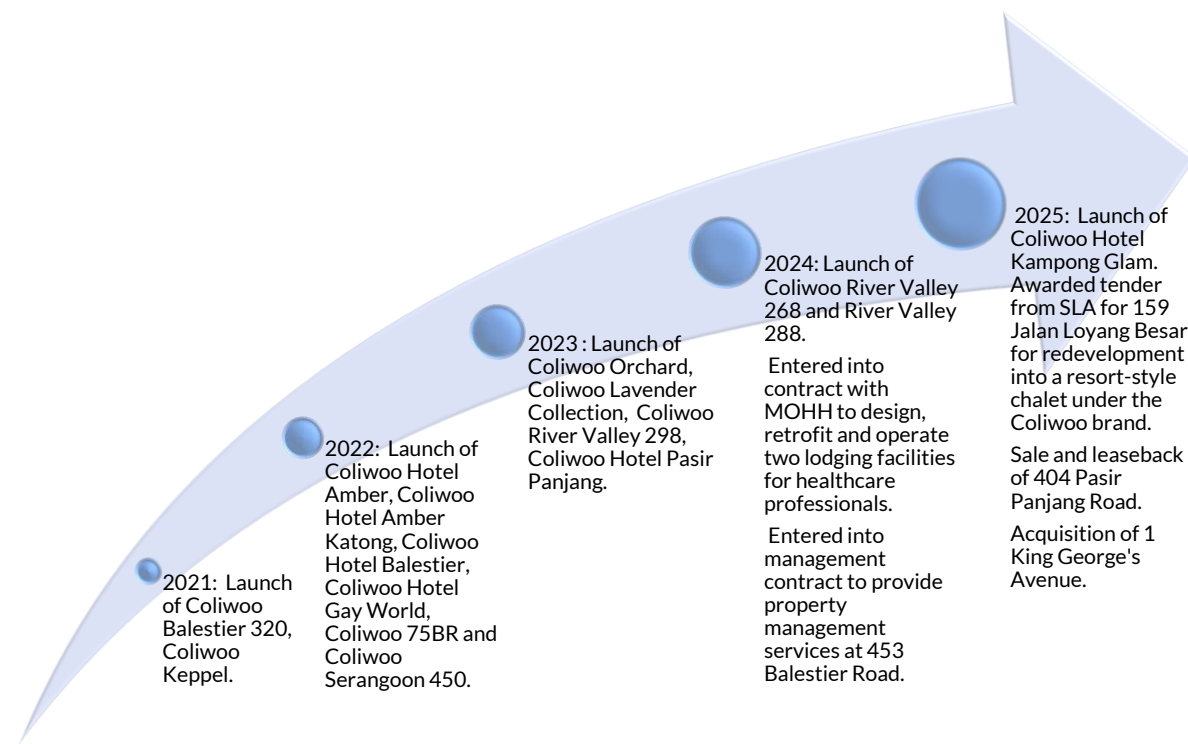 2021: Launch
of Coliwoo
Balestier 320,
Coliwoo
Keppel.
2022: Launch of
Coliwoo Hotel
Amber, Coliwoo
Hotel Amber
Katong, Coliwoo
Hotel Balestier,
Coliwoo Hotel
Gay World,
Coliwoo 75BR and
Coliwoo
Serangoon 450.
2023 : Launch of
Coliwoo Orchard,
Coliwoo Lavender
Collection, Coliwoo
River Valley 298,
Coliwoo Hotel Pasir
Panjang.
2024: Launch of
Coliwoo River Valley
268 and River Valley
288.
Entered into
contract with
MOHH to design,
retrofit and operate
two lodging facilities
for healthcare
professionals.
Entered into
management
contract to provide
property
management
services at 453
Balestier Road.
2025: Launch of
Coliwoo Hotel
Kampong Glam.
Awarded tender
from SLA for 159
Jalan Loyang Besar
for redevelopment
into a resort-style
chalet under the
Coliwoo brand.
Sale and leaseback
of 404 Pasir
Panjang Road.
Acquisition of 1
King George's
Avenue.